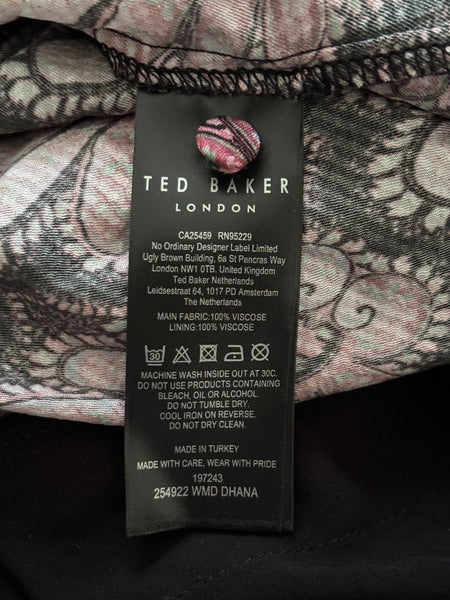 TED BAKER
LONDON
CA25459 RN95229
No Ordinary Designer Label Limited
Ugly Brown Building, 6a St Pancras Way
London NW1 0TB. United Kingdom
Ted Baker Netherlands
Leidsestraat 64, 1017 PD Amsterdam
The Netherlands
MAIN FABRIC:100% VISCOSE
LINING:100% VISCOSE
30
MACHINE WASH INSIDE OUT AT 30C.
DO NOT USE PRODUCTS CONTAINING
BLEACH, OIL OR ALCOHOL.
DO NOT TUMBLE DRY.
COOL IRON ON REVERSE.
DO NOT DRY CLEAN.
MADE IN TURKEY
MADE WITH CARE, WEAR WITH PRIDE
197243
254922 WMD DHANA